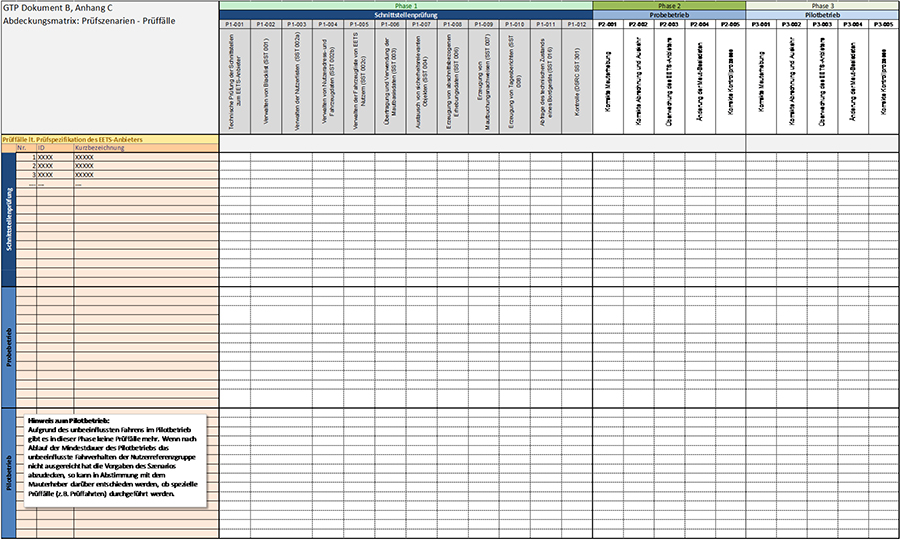 GTP Dokument B, Anhang C
Abdeckungsmatrix: Prüfszenarien - Prüffälle
Phase 1
Phase 2
Phase 3
Schnittstellenprüfung
Probebetrieb
Pilotbetrieb
P1-001
P1-002
P1-003
P1-004
P1-005
P1-006
P1-007
P1-008
P1-009
P1-010
P1-011
P1-012
P2-001
P2-002
P2-003
P2-004
P2-005
P3-001
P3-002
P3-003
P3-004
P3-005
Technische Prüfung der Schnittstellen
zum EETS-Anbieter
Verwalten von Blacklist (SST 001)
Verwalten der Nutzerlisten (SST 002a)
Verwalten von Nutzeradress- und
Fahrzeugdaten (SST 002b)
Verwalten der Fahrzeugliste von EETS
Nutzern (SST 002c)
Übertragung und Verwendung der
Mautbasisdaten (SST 003)
Austausch von sicherheitsrelevanten
Objekten (SST 004)
Erzeugung von abschnittsbezogenen
Erhebungsdaten (SST 006)
Erzeugung von
Mautbuchungsnachweisen (SST 007)
Erzeugung von Tagesberichten (SST
008)
Abfrage des technischen Zustands
eines Bordgeräts (SST 016)
Kontrolle (DSRC SST 301)
Korrekte Mauterhebung
Korrekte Abrechnung und Auskehr
Überwachung des EETS-Anbieters
Änderung der Maut-Basisdaten
Korrekte Kontrollprozesse
Korrekte Mauterhebung
Korrekte Abrechnung und Auskehr
Überwachung des EETS-Anbieters
Änderung der Maut-Basisdaten
Korrekte Kontrollprozesse
Prüffälle lt. Prüfspezifikation des EETS-Anbieters
Nr. ID Kurzbezeichnung
1 XXXX XXXXX
2 XXXX XXXXX
3 XXXX XXXXX
... ... ...
Schnittstellenprüfung
Probebetrieb
Pilotbetrieb
Hinweis zum Pilotbetrieb:
Aufgrund des unbeeinflussten Fahrens im Pilotbetrieb
gibt es in dieser Phase keine Prüffälle mehr. Wenn nach
Ablauf der Mindestdauer des Pilotbetriebs das
unbeeinflusste Fahrverhalten der Nutzerreferenzgruppe
nicht ausgereicht hat die Vorgaben des Szenarios
abzudecken, so kann in Abstimmung mit dem
Mauterheber darüber entschieden werden, ob spezielle
Prüffälle (z.B. Prüffahrten) durchgeführt werden.